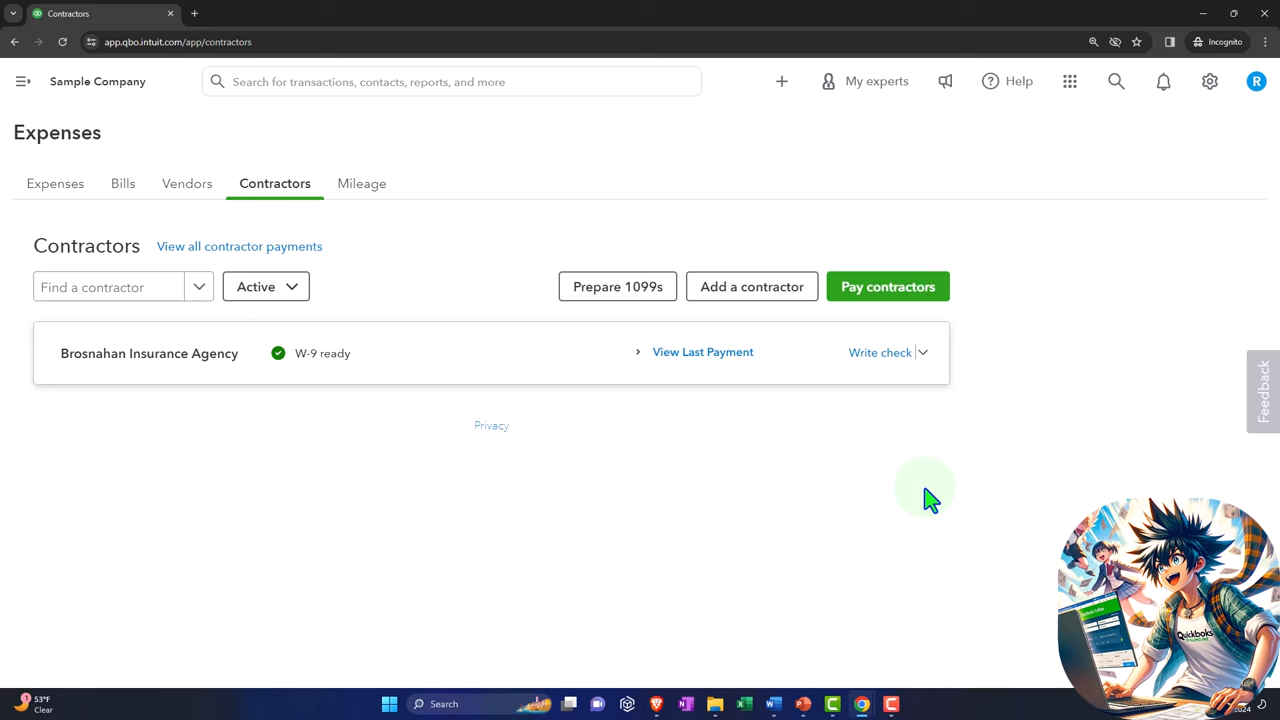 Contractors
app.qbo.intuit.com/app/contractors
Incognito
Sample Company
Search for transactions, contacts, reports, and more
My experts
Help
R
Expenses
Expenses Bills Vendors Contractors Mileage
Contractors View all contractor payments
Find a contractor Active Prepare 1099s Add a contractor Pay contractors
Brosnahan Insurance Agency W-9 ready View Last Payment Write check
Privacy
Feedback
Quickbooks
1 53°F
Clear
Search